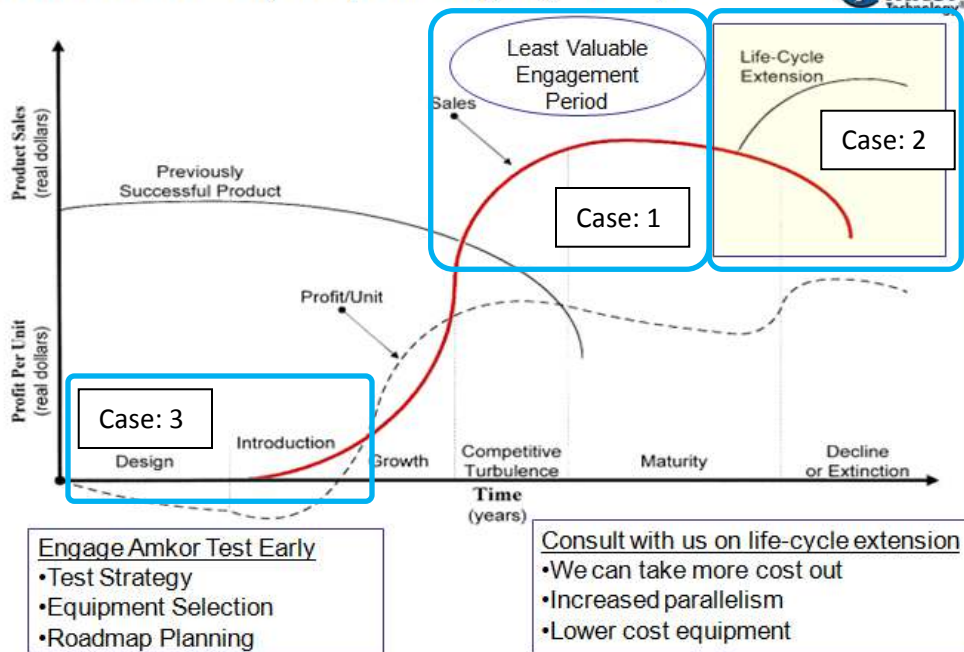 Technology®
Least Valuable
Engagement
Period
Life-Cycle
Extension
Sales
Case: 2
Product Sales
(real dollars)
Previously
Successful Product
Case: 1
Profit/Unit
Profit Per Unit
(real dollars)
Case: 3
Introduction
Design
Growth
Competitive
Turbulence
Maturity
Decline
or Extinction
Time
(years)
Engage Amkor Test Early
•Test Strategy
•Equipment Selection
•Roadmap Planning
Consult with us on life-cycle extension
•We can take more cost out
•Increased parallelism
•Lower cost equipment